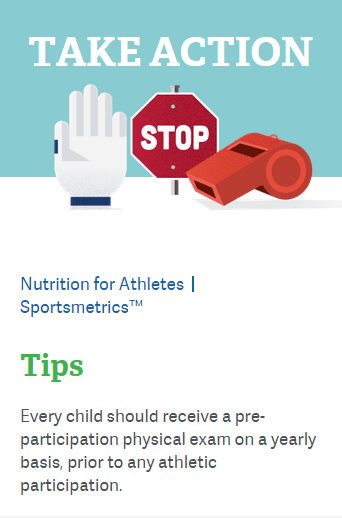 TAKE ACTION
STOP
Nutrition for Athletes |
Sportsmetrics™
Tips
Every child should receive a pre-
participation physical exam on a yearly
basis, prior to any athletic
participation.